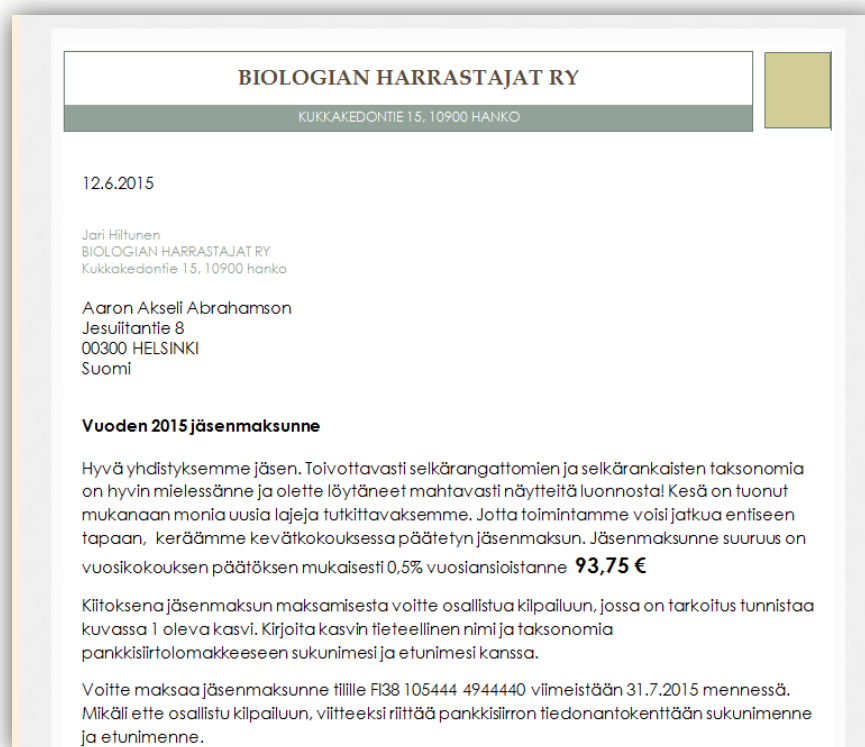 BIOLOGIAN HARRASTAJAT RY
KUKKAKEDONTIE 15, 10900 HANKO
12.6.2015
Jari Hiltunen
BIOLOGIAN HARRASTAJAT RY
Kukkakedontie 15, 10900 hanko
Aaron Akseli Abrahamson
Jesuiitantie 8
00300 HELSINKI
Suomi
Vuoden 2015 jäsenmaksunne
Hyvä yhdistyksemme jäsen. Toivottavasti selkärangattomien ja selkärankaisten taksonomia
on hyvin mielessänne ja olette löytäneet mahtavasti näytteitä luonnosta! Kesä on tuonut
mukanaan monia uusia lajeja tutkittavaksemme. Jotta toimintamme voisi jatkua entiseen
tapaan, keräämme kevätkokouksessa päätetyn jäsenmaksun. Jäsenmaksunne suuruus on
vuosikokouksen päätöksen mukaisesti 0,5% vuosiansioistanne 93,75 €
Kiitoksena jäsenmaksun maksamisesta voitte osallistua kilpailuun, jossa on tarkoitus tunnistaa
kuvassa 1 oleva kasvi. Kirjoita kasvin tieteellinen nimi ja taksonomia
pankkisiirtolomakkeeseen sukunimesi ja etunimesi kanssa.
Voitte maksaa jäsenmaksunne tilille FI38 105444 4944440 viimeistään 31.7.2015 mennessä.
Mikäli ette osallistu kilpailuun, viitteeksi riittää pankkisiirron tiedonantokenttään sukunimenne
ja etunimenne.